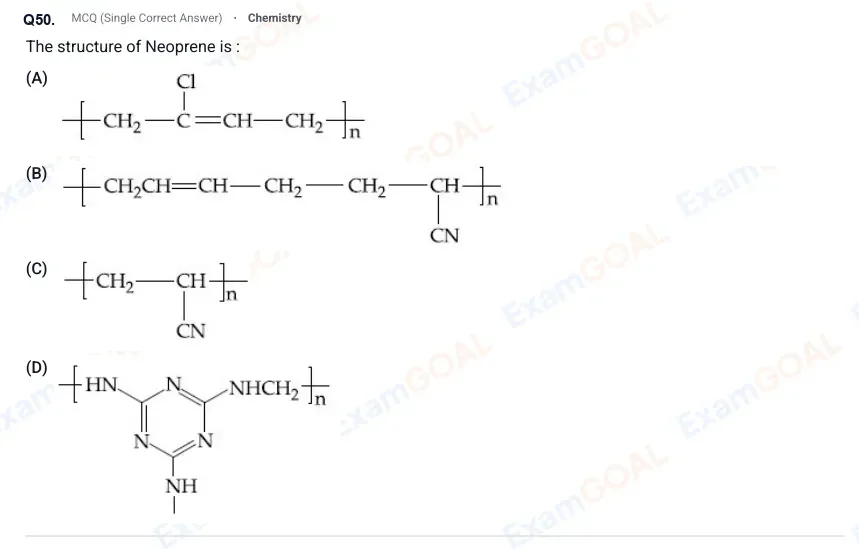 Q50. MCQ (Single Correct Answer) · Chemistry
The structure of Neoprene is :
(A)
Cl
[CH₂—C=CH—CH₂]n
(B)
[CH₂CH=CH—CH₂—CH₂—CH]n
CN
(C)
[CH₂—CH]n
CN
(D)
[HN N NHCH₂]n
N N
NH
ExamGOAL
ExamGOAL
ExamGOAL
ExamGOAL
ExamGOAL